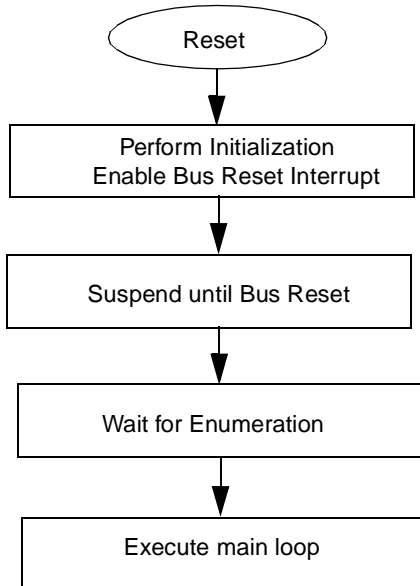 Reset
Perform Initialization
Enable Bus Reset Interrupt
Suspend until Bus Reset
Wait for Enumeration
Execute main loop